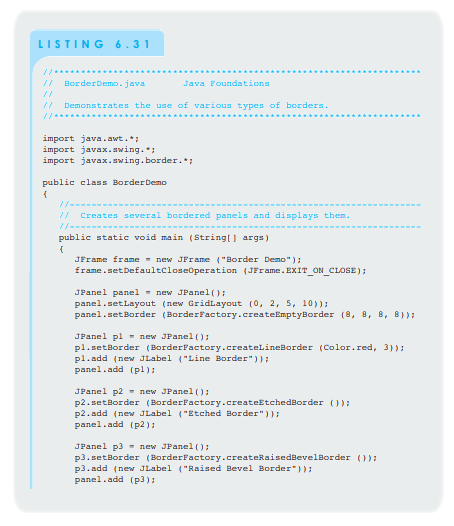 LISTING 6.31
//********************************************************************
//  BorderDemo.java       Java Foundations
//
//  Demonstrates the use of various types of borders.
//********************************************************************
import java.awt.*;
import javax.swing.*;
import javax.swing.border.*;
public class BorderDemo
{
   //-----------------------------------------------------------------
   //  Creates several bordered panels and displays them.
   //-----------------------------------------------------------------
   public static void main (String[] args)
   {
      JFrame frame = new JFrame ("Border Demo");
      frame.setDefaultCloseOperation (JFrame.EXIT_ON_CLOSE);
      JPanel panel = new JPanel();
      panel.setLayout (new GridLayout (0, 2, 5, 10));
      panel.setBorder (BorderFactory.createEmptyBorder (8, 8, 8, 8));
      JPanel p1 = new JPanel();
      p1.setBorder (BorderFactory.createLineBorder (Color.red, 3));
      p1.add (new JLabel ("Line Border"));
      panel.add (p1);
      JPanel p2 = new JPanel();
      p2.setBorder (BorderFactory.createEtchedBorder ());
      p2.add (new JLabel ("Etched Border"));
      panel.add (p2);
      JPanel p3 = new JPanel();
      p3.setBorder (BorderFactory.createRaisedBevelBorder ());
      p3.add (new JLabel ("Raised Bevel Border"));
      panel.add (p3);